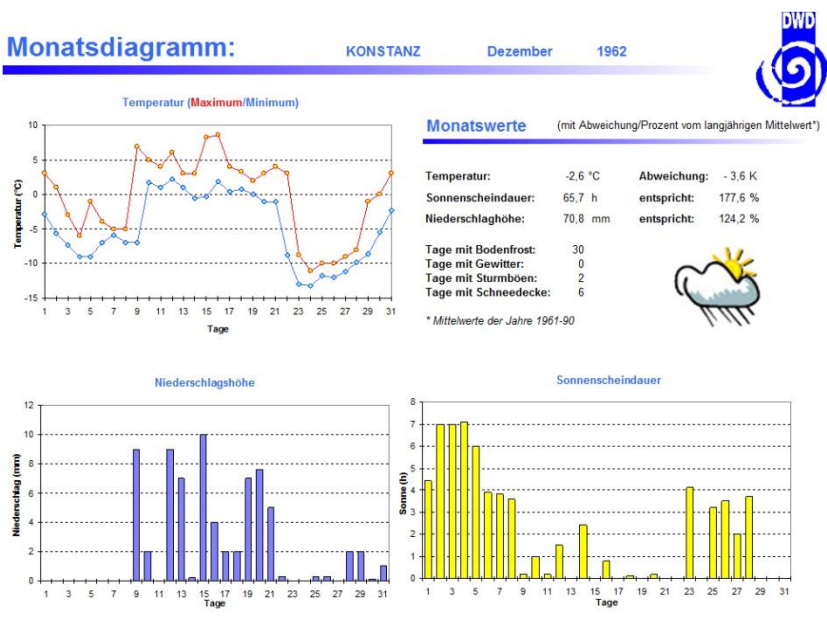 DWD
Monatsdiagramm: KONSTANZ Dezember 1962
Temperatur (Maximum/Minimum)
10
5
0
-5
-10
-15
Temperatur (°C)
1 3 5 7 9 11 13 15 17 19 21 23 25 27 29 31
Tage
Monatswerte (mit Abweichung/Prozent vom langjährigen Mittelwert*)
Temperatur: -2,6 °C Abweichung: - 3,6 K
Sonnenscheindauer: 65,7 h entspricht: 177,6 %
Niederschlaghöhe: 70,8 mm entspricht: 124,2 %
Tage mit Bodenfrost: 30
Tage mit Gewitter: 0
Tage mit Sturmböen: 2
Tage mit Schneedecke: 6
* Mittelwerte der Jahre 1961-90
Niederschlagshöhe
12
10
8
6
4
2
0
Niederschlag (mm)
1 3 5 7 9 11 13 15 17 19 21 23 25 27 29 31
Tage
Sonnenscheindauer
8
7
6
5
4
3
2
1
0
Sonne (h)
1 3 5 7 9 11 13 15 17 19 21 23 25 27 29 31
Tage